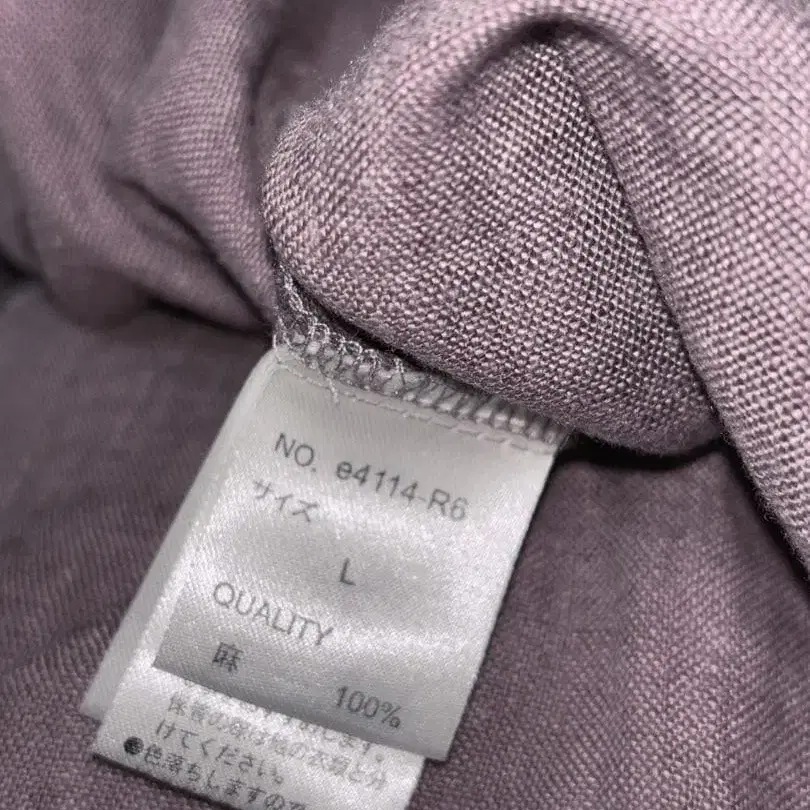 NO. e4114-R6
サイズ
L
QUALITY
麻
100%
けてください。
●色落ちしますので